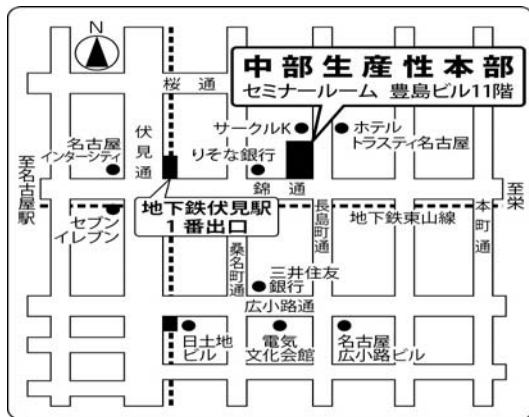 N
桜通
中部生産性本部
セミナールーム 豊島ビル11階
伏見通
サークルK
ホテル
トラスティ名古屋
名古屋
インターシティ
りそな銀行
至名古屋駅
錦通
至栄
地下鉄伏見駅
1番出口
長島町通
地下鉄東山線
本町通
セブン
イレブン
桑名町通
三井住友
銀行
広小路通
日土地
ビル
電気
文化会館
名古屋
広小路ビル